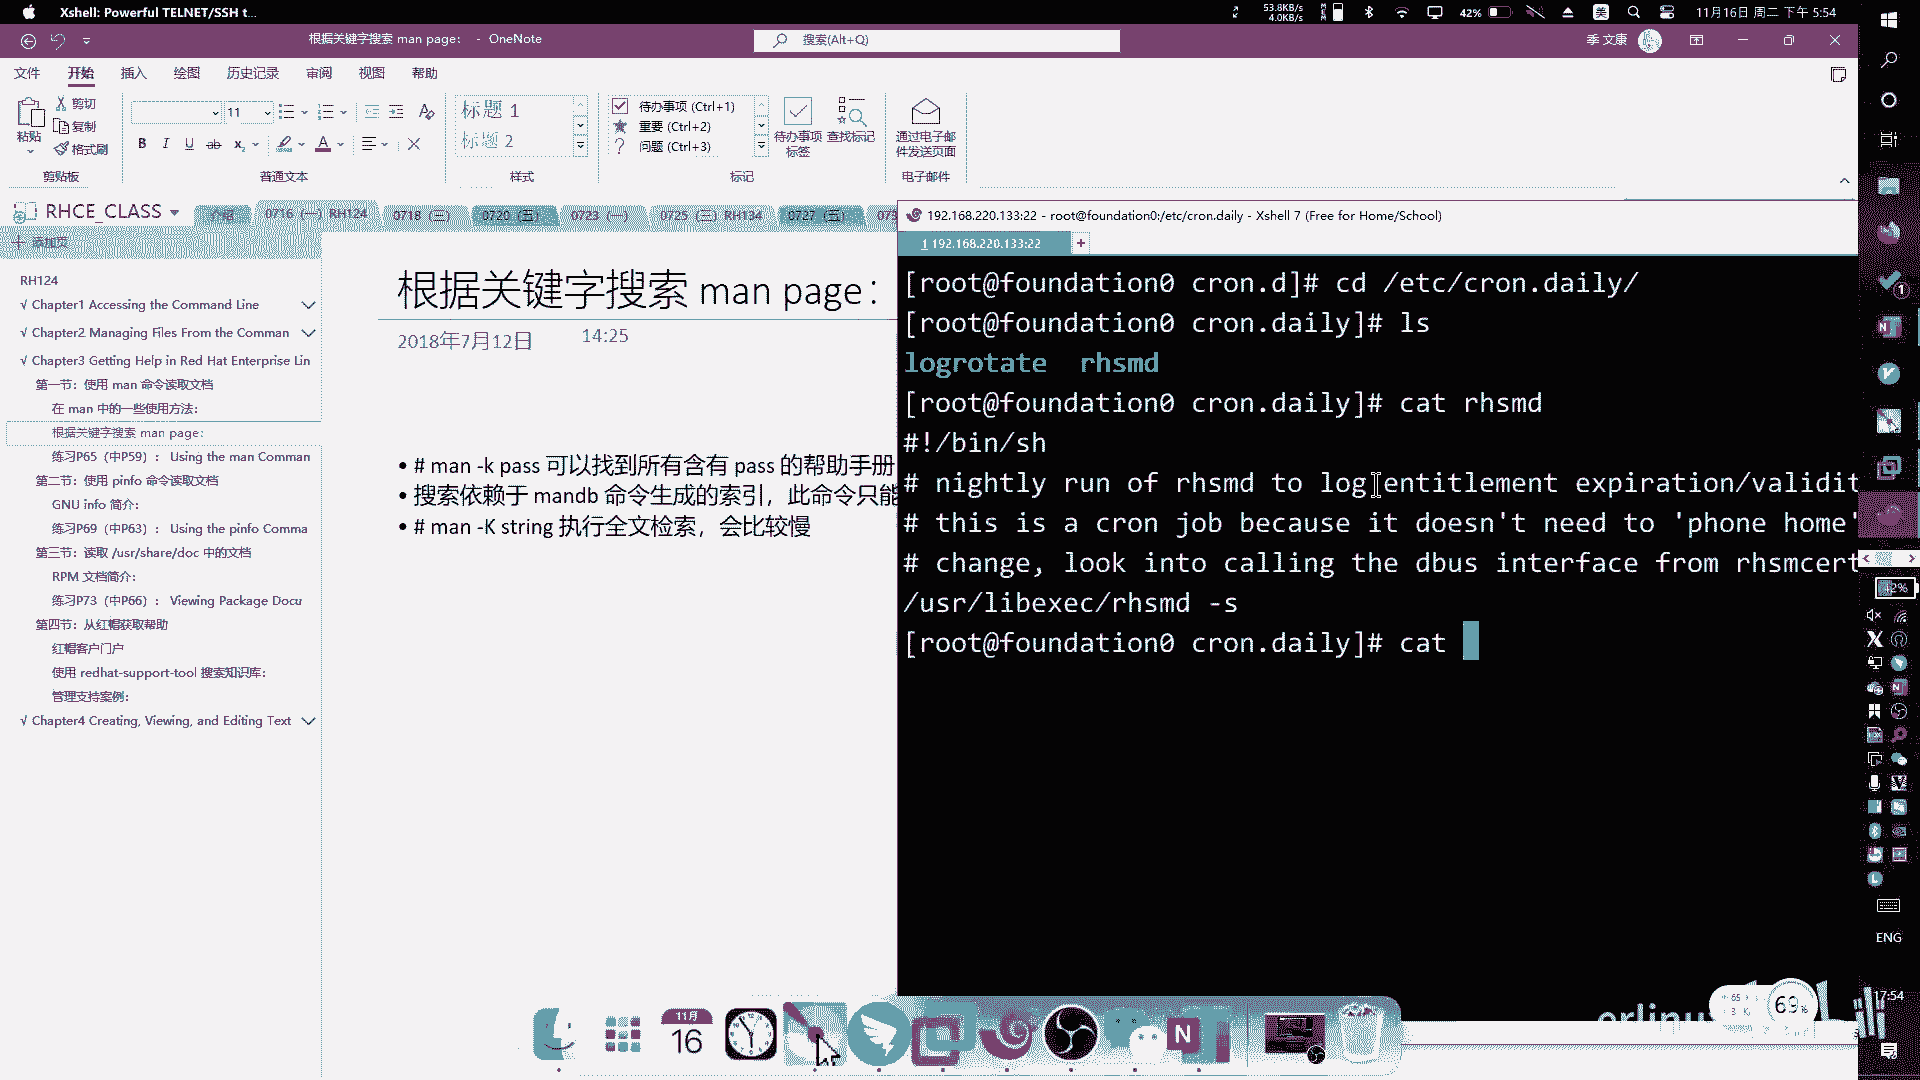 Xshell: Powerful TELNET/SSH t...
53.8KB/s
4.0KB/s
42%
美
11月16日 周二 下午 5:54
根据关键字搜索 man page： - OneNote
搜索(Alt+Q)
季 文康
文件 开始 插入 绘图 历史记录 审阅 视图 帮助
粘贴
剪切
复制
格式刷
剪贴板
11
B I U ab x₂ A
普通文本
标题 1
标题 2
样式
待办事项 (Ctrl+1)
重要 (Ctrl+2)
问题 (Ctrl+3)
待办事项
标签
查找标记
标记
通过电子邮
件发送页面
电子邮件
RHCE_CLASS
介绍
0716（一）RH124
0718（三）
0720（五）
0723（一）
0725（三）RH134
0727（五）
添加页
RH124
√ Chapter1 Accessing the Command Line
√ Chapter2 Managing Files From the Comman
√ Chapter3 Getting Help in Red Hat Enterprise Lin
第一节：使用 man 命令读取文档
在 man 中的一些使用方法：
根据关键字搜索 man page：
练习P65（中P59）： Using the man Comman
第二节：使用 pinfo 命令读取文档
GNU info 简介：
练习P69（中P63）： Using the pinfo Comma
第三节：读取 /usr/share/doc 中的文档
RPM 文档简介：
练习P73（中P66）： Viewing Package Docu
第四节：从红帽获取帮助
红帽客户门户
使用 redhat-support-tool 搜索知识库：
管理支持案例：
√ Chapter4 Creating, Viewing, and Editing Text
根据关键字搜索 man page：
2018年7月12日 14:25
• # man -k pass 可以找到所有含有 pass 的帮助手册
• 搜索依赖于 mandb 命令生成的索引，此命令只能
• # man -K string 执行全文检索，会比较慢
192.168.220.133:22 - root@foundation0:/etc/cron.daily - Xshell 7 (Free for Home/School)
1 192.168.220.133:22 +
[root@foundation0 cron.d]# cd /etc/cron.daily/
[root@foundation0 cron.daily]# ls
logrotate rhsmd
[root@foundation0 cron.daily]# cat rhsmd
#!/bin/sh
# nightly run of rhsmd to log entitlement expiration/validit
# this is a cron job because it doesn't need to 'phone home'
# change, look into calling the dbus interface from rhsmcert
/usr/libexec/rhsmd -s
[root@foundation0 cron.daily]# cat
ENG
17:54
69%
11月
16
N